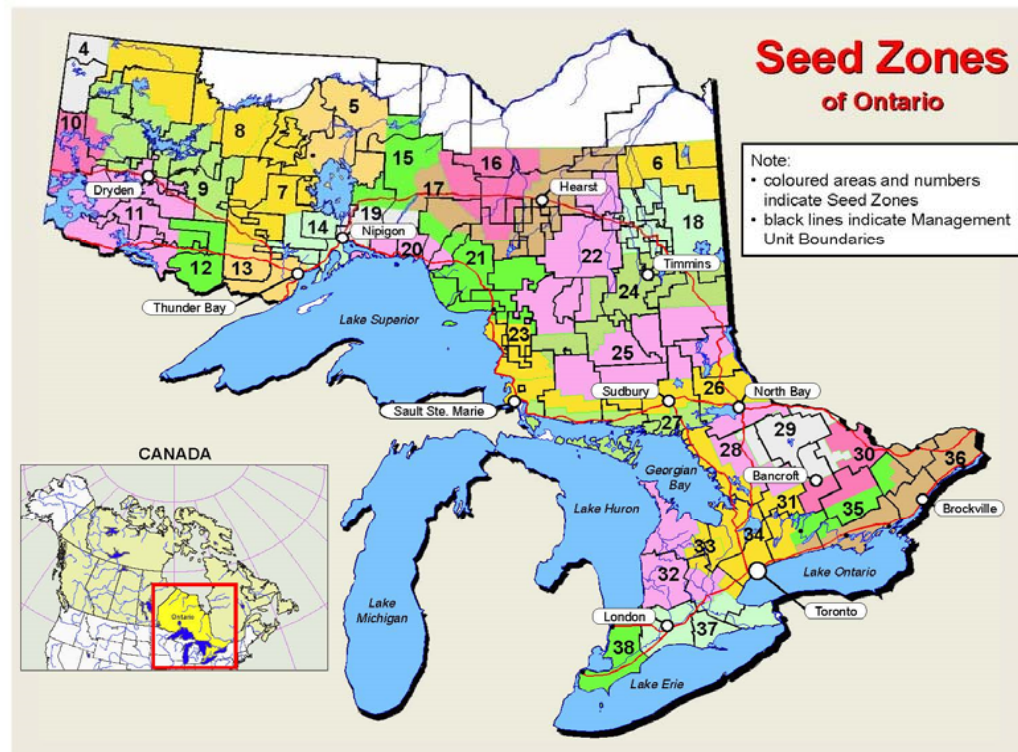 Seed Zones
of Ontario
Note:
• coloured areas and numbers
indicate Seed Zones
• black lines indicate Management
Unit Boundaries
4
5
8
6
10
15
16
Hearst
17
Dryden
9
7
18
11
14
19
Nipigon
20
22
12
13
21
Timmins
24
Thunder Bay
Lake Superior
23
25
Sudbury
26
North Bay
Sault Ste. Marie
27
29
28
30
36
CANADA
Georgian
Bay
Bancroft
31
35
Brockville
Lake Huron
33
34
32
Lake Ontario
Ontario
Lake
Michigan
London
37
Toronto
38
Lake Erie